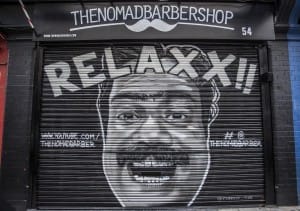 THENOMADBARBERSHOP
54
RELAXX!!
WWW.YOUTUBE.COM/
THENOMADBARBER
# @
THENOMADBARBER